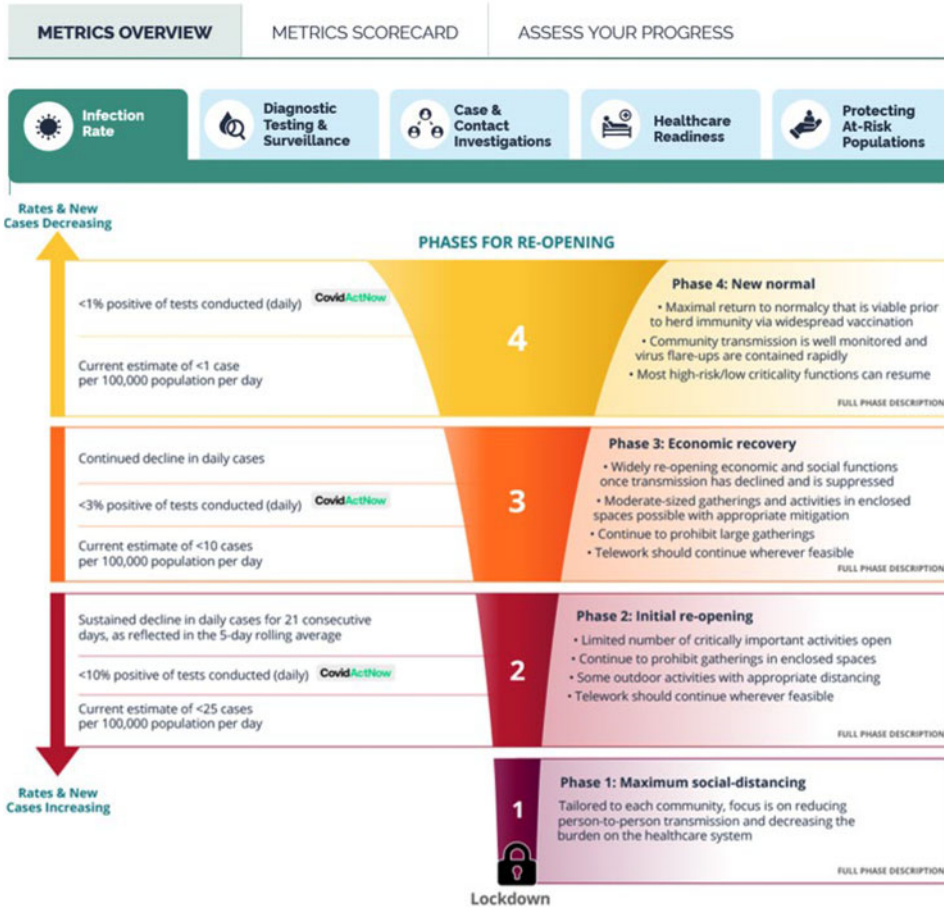 METRICS OVERVIEW
METRICS SCORECARD
ASSESS YOUR PROGRESS
Infection
Rate
Diagnostic
Testing &
Surveillance
Case &
Contact
Investigations
Healthcare
Readiness
Protecting
At-Risk
Populations
Rates & New
Cases Decreasing
PHASES FOR RE-OPENING
<1% positive of tests conducted (daily) CovidActNow
Current estimate of <1 case
per 100,000 population per day
4
Phase 4: New normal
• Maximal return to normalcy that is viable prior
to herd immunity via widespread vaccination
• Community transmission is well monitored and
virus flare-ups are contained rapidly
• Most high-risk/low criticality functions can resume
FULL PHASE DESCRIPTION
Continued decline in daily cases
<3% positive of tests conducted (daily) CovidActNow
Current estimate of <10 cases
per 100,000 population per day
3
Phase 3: Economic recovery
• Widely re-opening economic and social functions
once transmission has declined and is suppressed
• Moderate-sized gatherings and activities in enclosed
spaces possible with appropriate mitigation
• Continue to prohibit large gatherings
• Telework should continue wherever feasible
FULL PHASE DESCRIPTION
Sustained decline in daily cases for 21 consecutive
days, as reflected in the 5-day rolling average
<10% positive of tests conducted (daily) CovidActNow
Current estimate of <25 cases
per 100,000 population per day
2
Phase 2: Initial re-opening
• Limited number of critically important activities open
• Continue to prohibit gatherings in enclosed spaces
• Some outdoor activities with appropriate distancing
• Telework should continue wherever feasible
FULL PHASE DESCRIPTION
Rates & New
Cases Increasing
1
Phase 1: Maximum social-distancing
Tailored to each community, focus is on reducing
person-to-person transmission and decreasing the
burden on the healthcare system
FULL PHASE DESCRIPTION
Lockdown